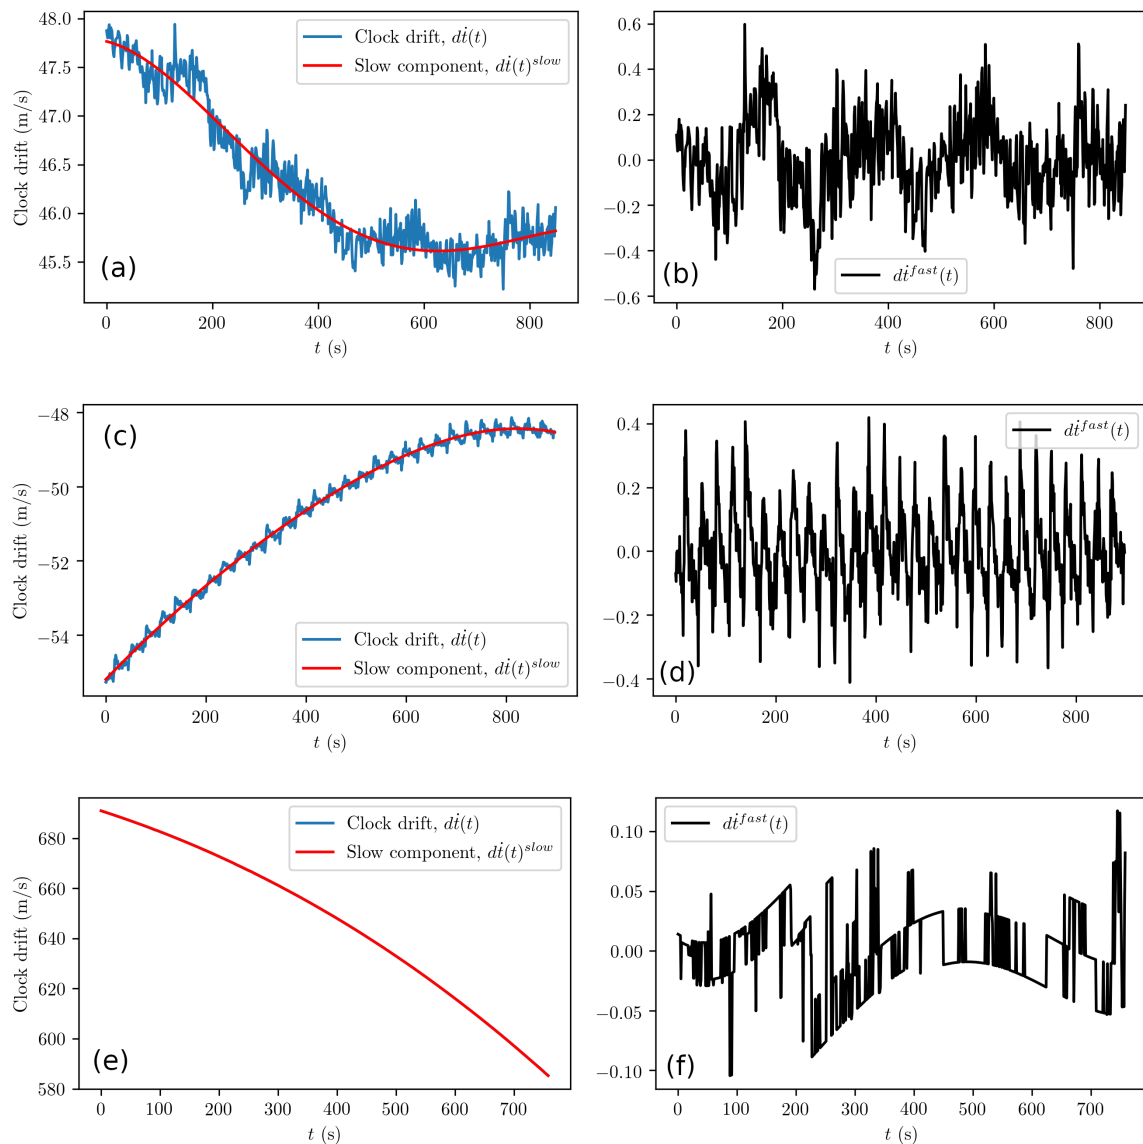 48.0
47.5
47.0
46.5
46.0
45.5
Clock drift (m/s)
Clock drift, dṫ(t)
Slow component, dṫ(t)^slow
(a)
0 200 400 600 800
t (s)
0.6
0.4
0.2
0.0
−0.2
−0.4
−0.6
(b)
dṫ^fast(t)
0 200 400 600 800
t (s)
−48
−50
−52
−54
Clock drift (m/s)
(c)
Clock drift, dṫ(t)
Slow component, dṫ(t)^slow
0 200 400 600 800
t (s)
0.4
0.2
0.0
−0.2
−0.4
dṫ^fast(t)
(d)
0 200 400 600 800
t (s)
680
660
640
620
600
580
Clock drift (m/s)
Clock drift, dṫ(t)
Slow component, dṫ(t)^slow
(e)
0 100 200 300 400 500 600 700
t (s)
0.10
0.05
0.00
−0.05
−0.10
dṫ^fast(t)
(f)
0 100 200 300 400 500 600 700
t (s)